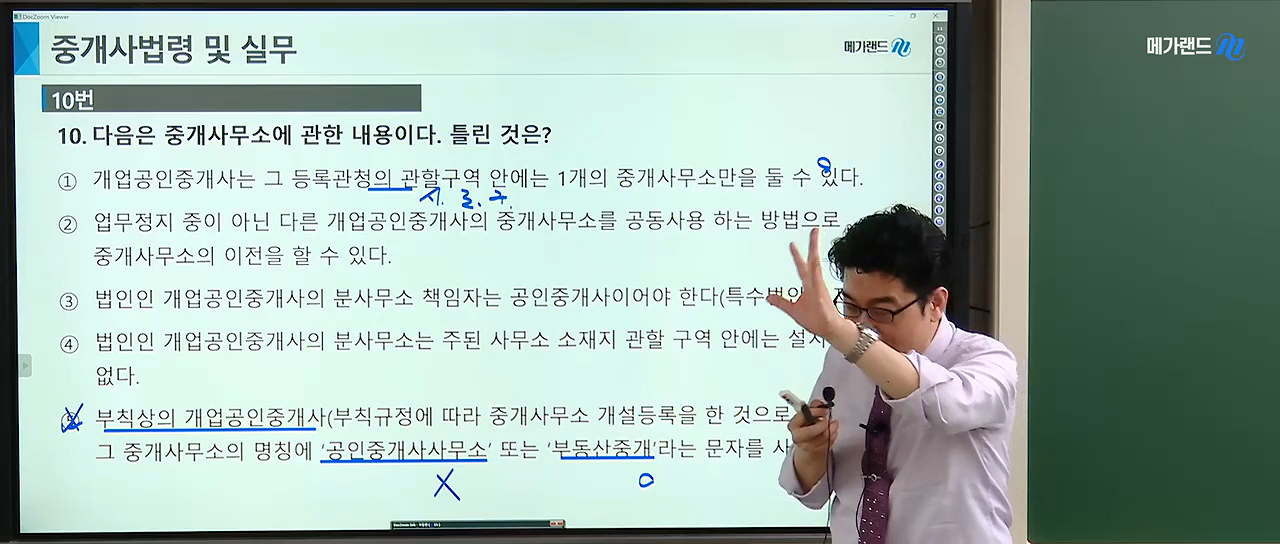 DocZoom Viewer
중개사법령 및 실무
메가랜드
메가랜드
10번
10. 다음은 중개사무소에 관한 내용이다. 틀린 것은?
① 개업공인중개사는 그 등록관청의 관할구역 안에는 1개의 중개사무소만을 둘 수 있다.
시. 군. 구.
② 업무정지 중이 아닌 다른 개업공인중개사의 중개사무소를 공동사용 하는 방법으로
중개사무소의 이전을 할 수 있다.
③ 법인인 개업공인중개사의 분사무소 책임자는 공인중개사이어야 한다(특수법인
④ 법인인 개업공인중개사의 분사무소는 주된 사무소 소재지 관할 구역 안에는
없다.
부칙상의 개업공인중개사(부칙규정에 따라 중개사무소 개설등록을 한 것으로
그 중개사무소의 명칭에 '공인중개사사무소' 또는 '부동산중개'라는 문자를
X O